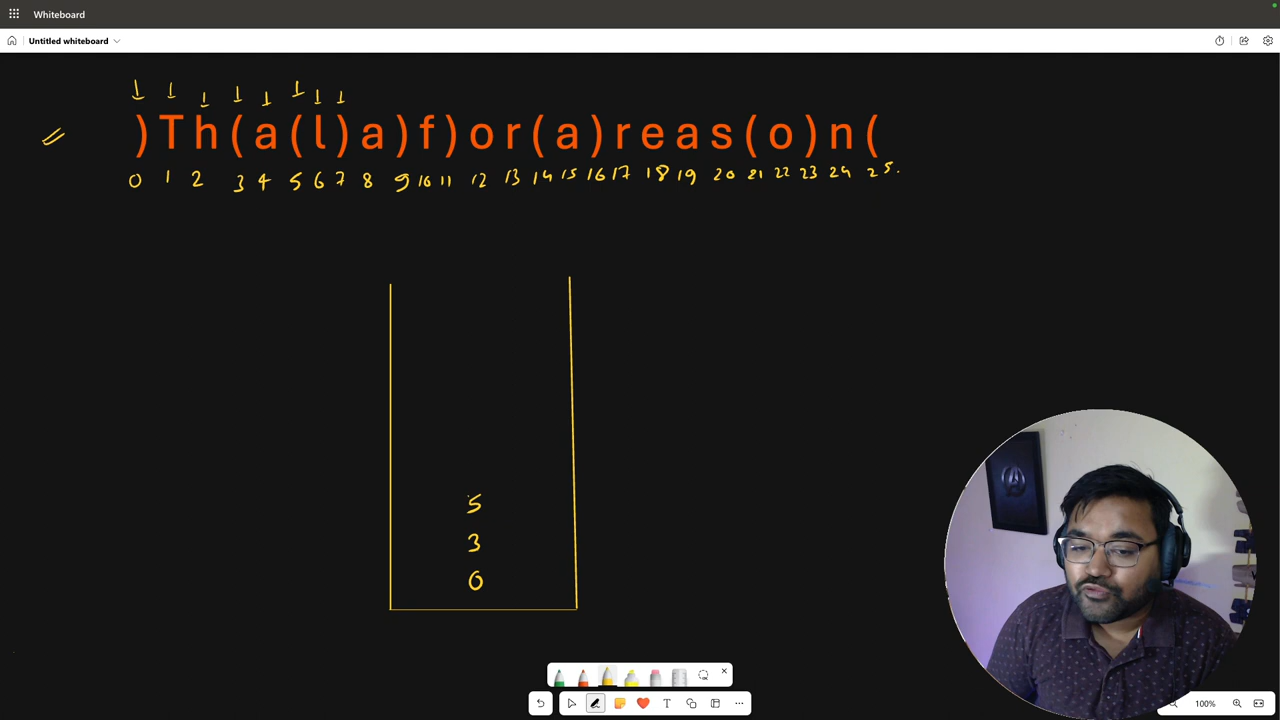 Whiteboard
Untitled whiteboard
)Th(a(l)a)f)or(a)reas(o)n(
0 1 2 3 4 5 6 7 8 9 10 11 12 13 14 15 16 17 18 19 20 21 22 23 24 25.
5
3
0
100%